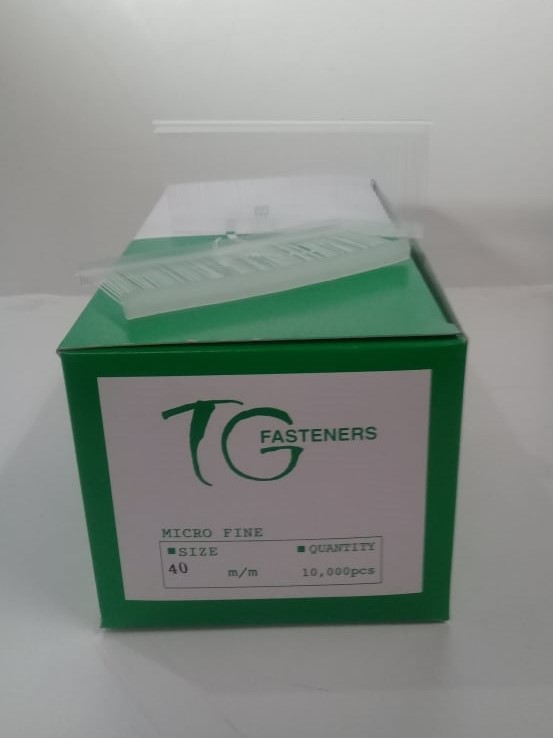 TG FASTENERS
MICRO FINE
■SIZE ■QUANTITY
40 m/m 10,000pcs